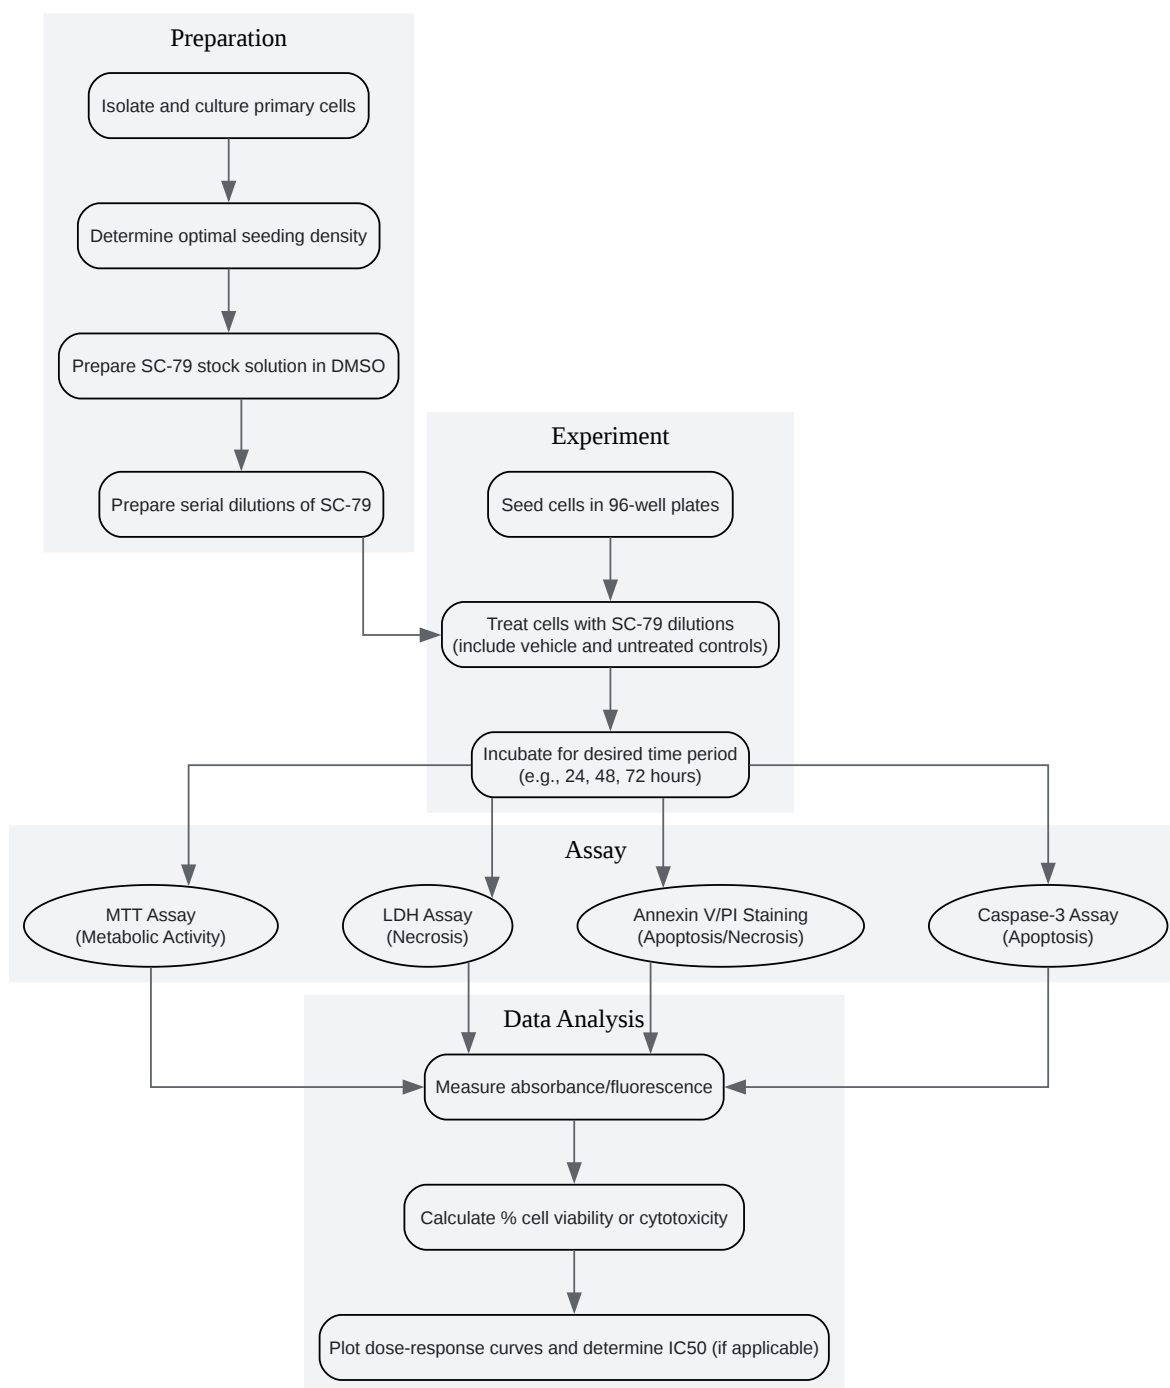 Preparation
Isolate and culture primary cells
Determine optimal seeding density
Prepare SC-79 stock solution in DMSO
Prepare serial dilutions of SC-79
Experiment
Seed cells in 96-well plates
Treat cells with SC-79 dilutions
(include vehicle and untreated controls)
Incubate for desired time period
(e.g., 24, 48, 72 hours)
Assay
MTT Assay
(Metabolic Activity)
LDH Assay
(Necrosis)
Annexin V/PI Staining
(Apoptosis/Necrosis)
Caspase-3 Assay
(Apoptosis)
Data Analysis
Measure absorbance/fluorescence
Calculate % cell viability or cytotoxicity
Plot dose-response curves and determine IC50 (if applicable)